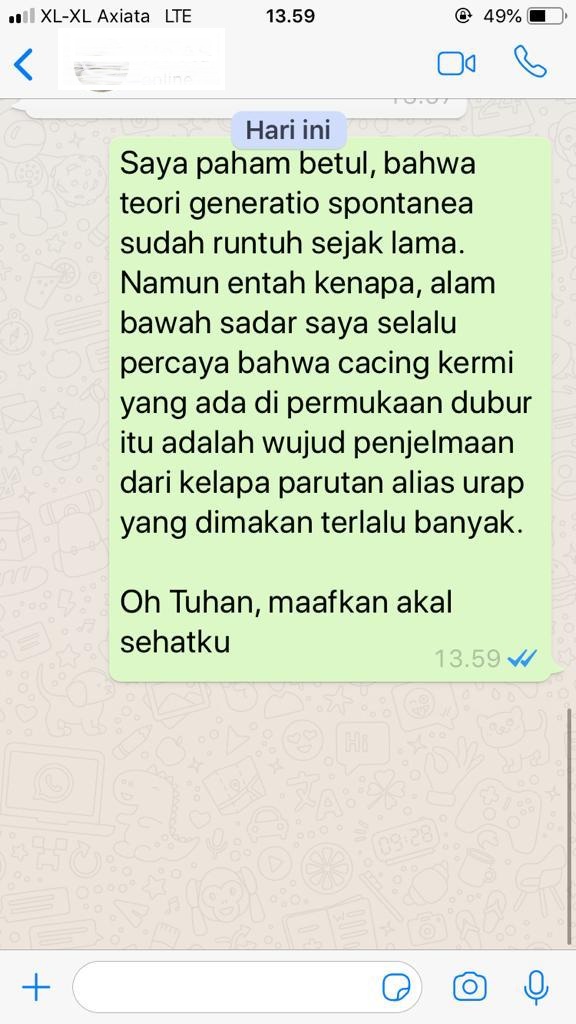 XL-XL Axiata LTE 13.59 49%
online
Hari ini
Saya paham betul, bahwa
teori generatio spontanea
sudah runtuh sejak lama.
Namun entah kenapa, alam
bawah sadar saya selalu
percaya bahwa cacing kermi
yang ada di permukaan dubur
itu adalah wujud penjelmaan
dari kelapa parutan alias urap
yang dimakan terlalu banyak.
Oh Tuhan, maafkan akal
sehatku
13.59